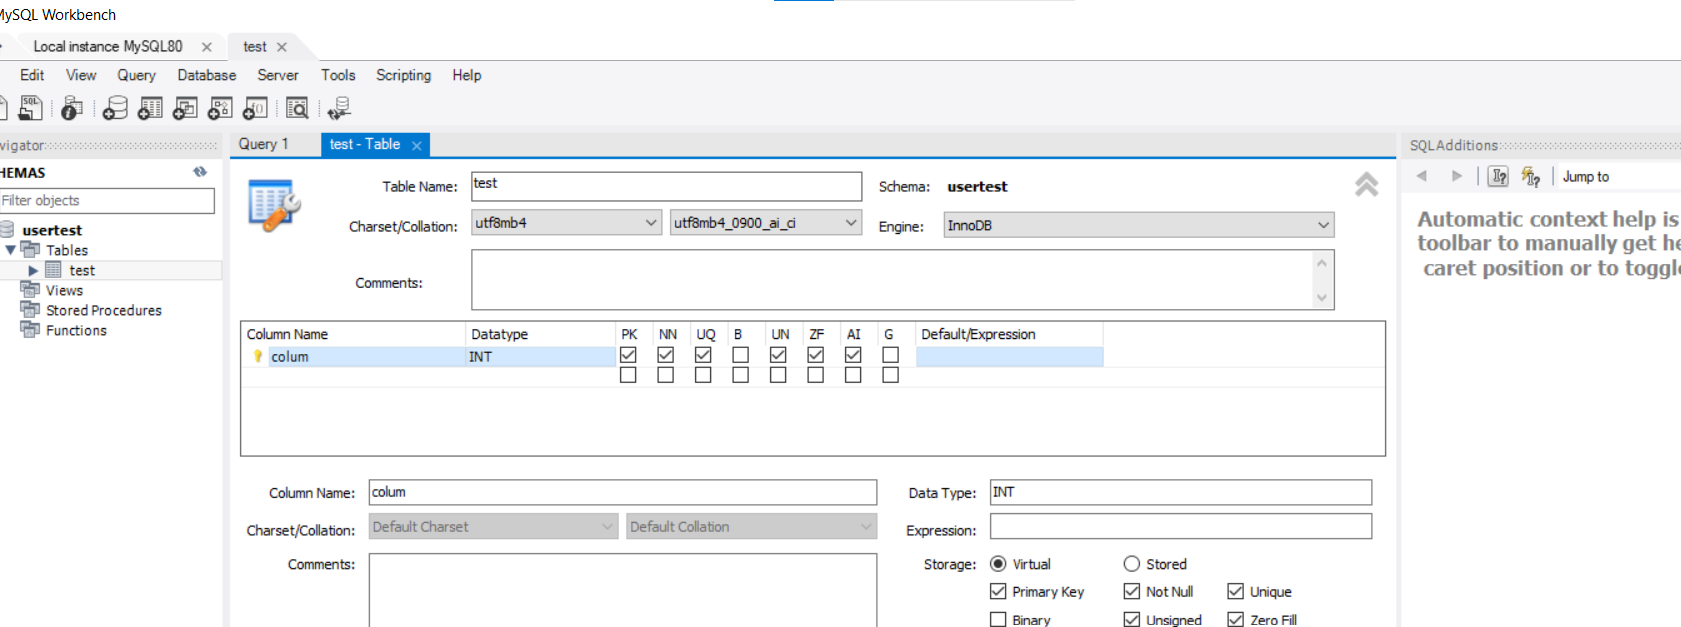 MySQL Workbench
Local instance MySQL80
test
Edit View Query Database Server Tools Scripting Help
SQL
Query 1
test - Table
SQLAdditions
vigator
HEMAS
Filter objects
usertest
Tables
test
Views
Stored Procedures
Functions
Table Name: test
Schema: usertest
Charset/Collation: utf8mb4 utf8mb4_0900_ai_ci
Engine: InnoDB
Comments:
Column Name Datatype PK NN UQ B UN ZF AI G Default/Expression
colum INT
Column Name: colum
Data Type: INT
Charset/Collation: Default Charset Default Collation
Expression:
Comments:
Storage: Virtual Stored
Primary Key Not Null Unique
Binary Unsigned Zero Fill
Jump to
Automatic context help is
toolbar to manually get he
caret position or to toggl